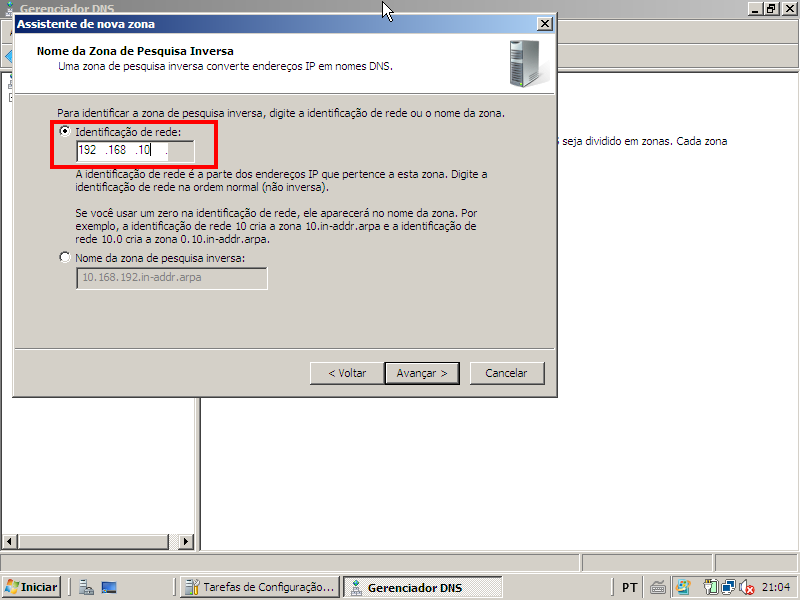 Gerenciador DNS
Assistente de nova zona
Nome da Zona de Pesquisa Inversa
Uma zona de pesquisa inversa converte endereços IP em nomes DNS.
Para identificar a zona de pesquisa inversa, digite a identificação de rede ou o nome da zona.
Identificação de rede:
192 .168 .10 .
seja dividido em zonas. Cada zona
A identificação de rede é a parte dos endereços IP que pertence a esta zona. Digite a
identificação de rede na ordem normal (não inversa).
Se você usar um zero na identificação de rede, ele aparecerá no nome da zona. Por
exemplo, a identificação de rede 10 cria a zona 10.in-addr.arpa e a identificação de
rede 10.0 cria a zona 0.10.in-addr.arpa.
Nome da zona de pesquisa inversa:
10.168.192.in-addr.arpa
< Voltar
Avançar >
Cancelar
Iniciar
Tarefas de Configuração...
Gerenciador DNS
PT
21:04